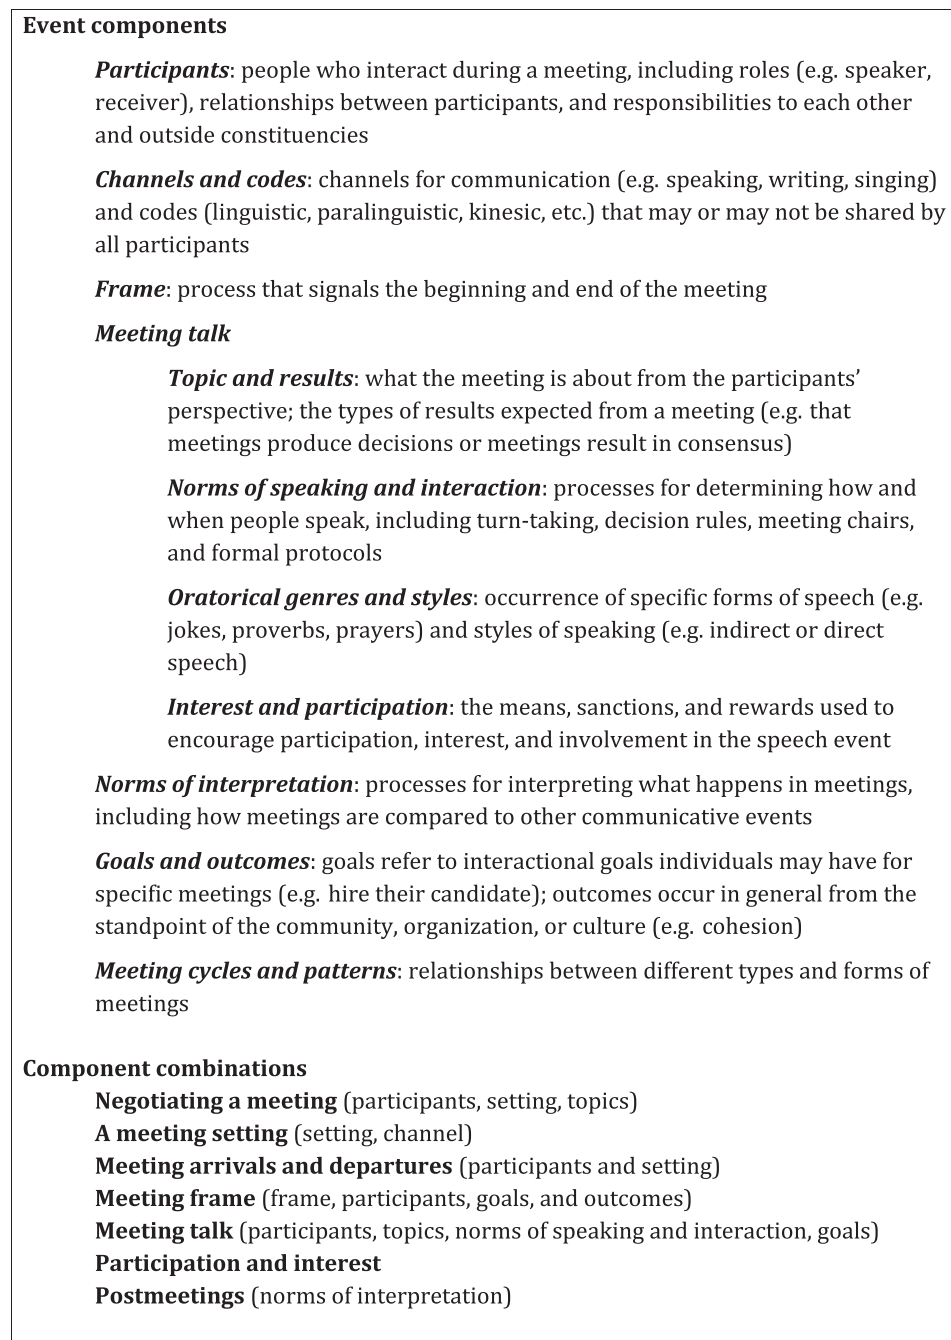 Event components
Participants: people who interact during a meeting, including roles (e.g. speaker,
receiver), relationships between participants, and responsibilities to each other
and outside constituencies
Channels and codes: channels for communication (e.g. speaking, writing, singing)
and codes (linguistic, paralinguistic, kinesic, etc.) that may or may not be shared by
all participants
Frame: process that signals the beginning and end of the meeting
Meeting talk
Topic and results: what the meeting is about from the participants’
perspective; the types of results expected from a meeting (e.g. that
meetings produce decisions or meetings result in consensus)
Norms of speaking and interaction: processes for determining how and
when people speak, including turn-taking, decision rules, meeting chairs,
and formal protocols
Oratorical genres and styles: occurrence of specific forms of speech (e.g.
jokes, proverbs, prayers) and styles of speaking (e.g. indirect or direct
speech)
Interest and participation: the means, sanctions, and rewards used to
encourage participation, interest, and involvement in the speech event
Norms of interpretation: processes for interpreting what happens in meetings,
including how meetings are compared to other communicative events
Goals and outcomes: goals refer to interactional goals individuals may have for
specific meetings (e.g. hire their candidate); outcomes occur in general from the
standpoint of the community, organization, or culture (e.g. cohesion)
Meeting cycles and patterns: relationships between different types and forms of
meetings
Component combinations
Negotiating a meeting (participants, setting, topics)
A meeting setting (setting, channel)
Meeting arrivals and departures (participants and setting)
Meeting frame (frame, participants, goals, and outcomes)
Meeting talk (participants, topics, norms of speaking and interaction, goals)
Participation and interest
Postmeetings (norms of interpretation)